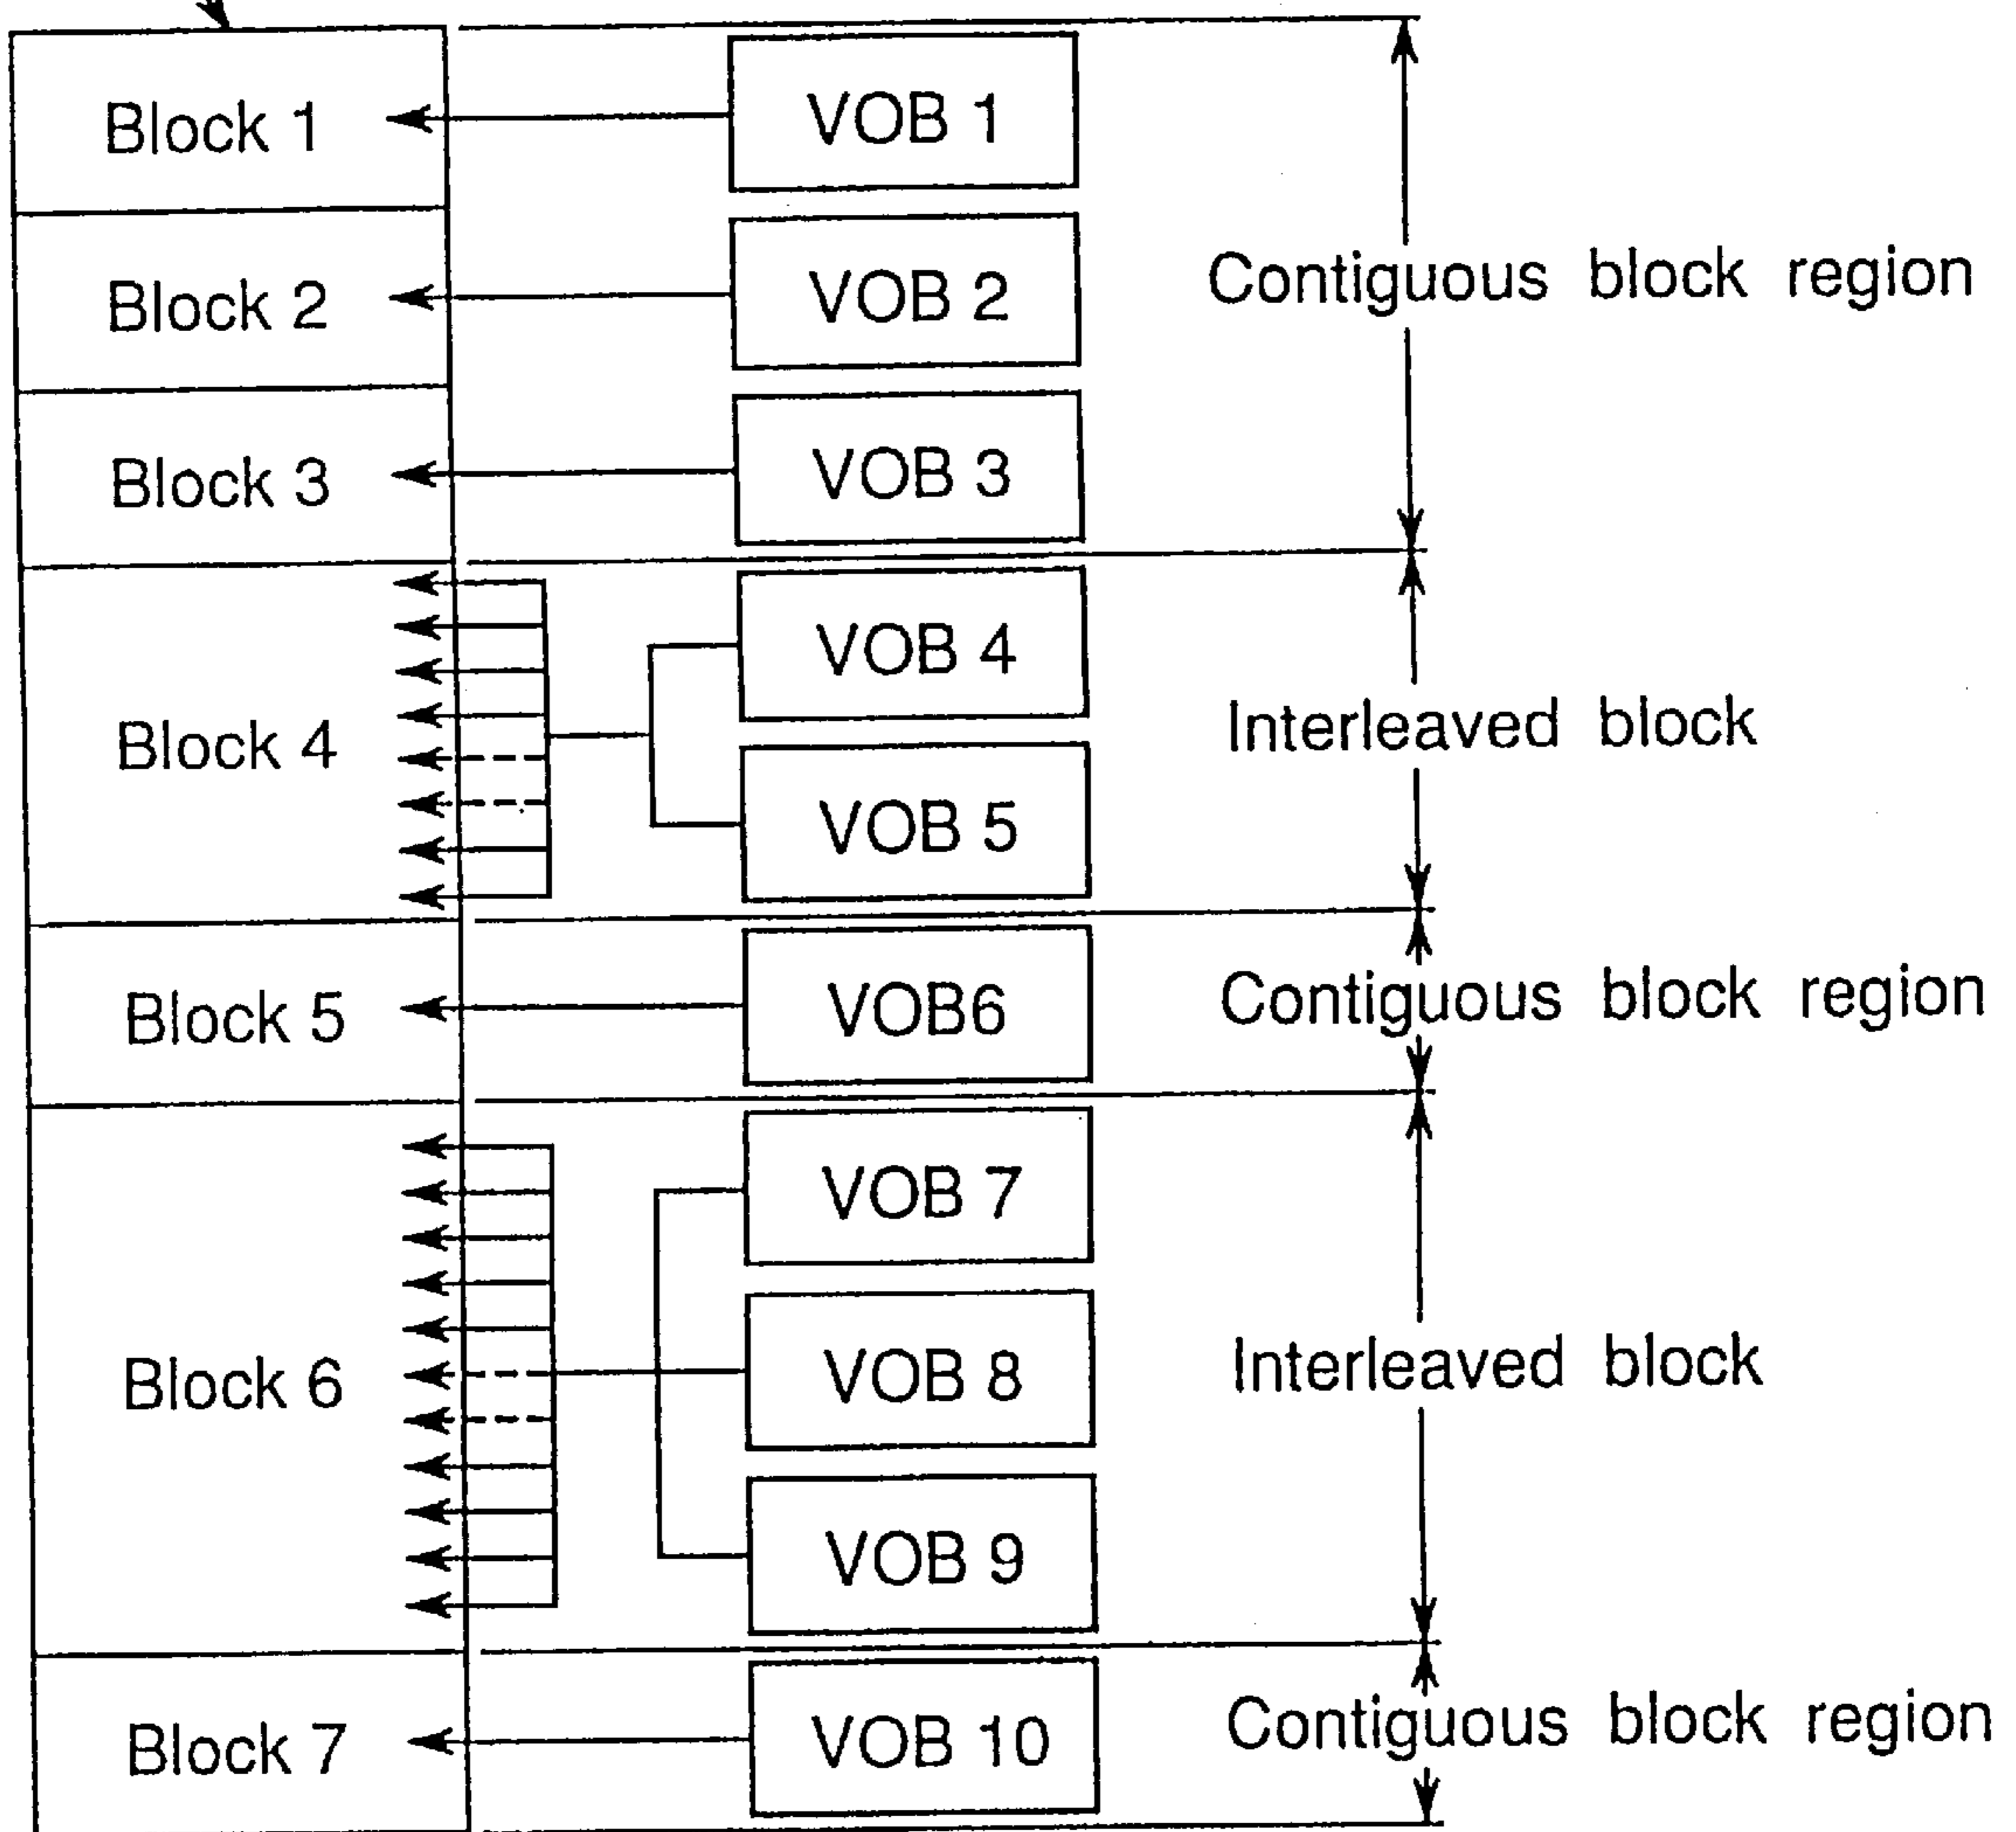 Block 1
VOB 1
Block 2
VOB 2
Contiguous block region
Block 3
VOB 3
Block 4
VOB 4
Interleaved block
VOB 5
Block 5
VOB6
Contiguous block region
Block 6
VOB 7
VOB 8
Interleaved block
VOB 9
Block 7
VOB 10
Contiguous block region